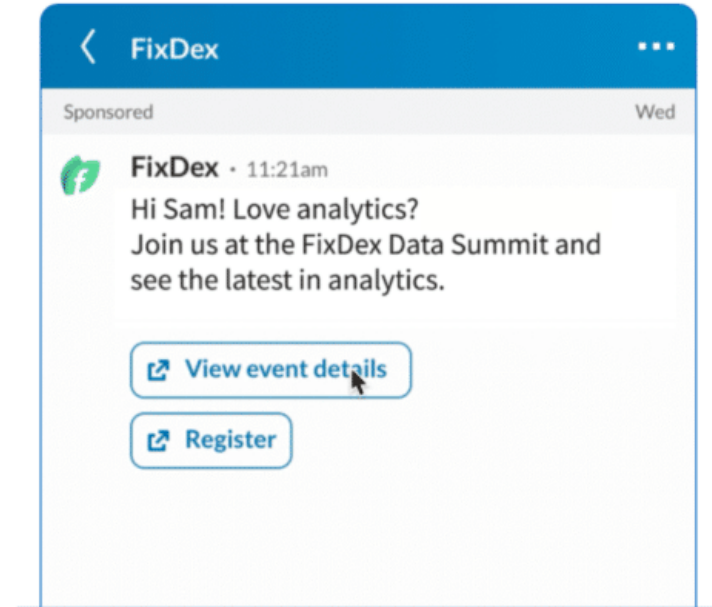 FixDex
Sponsored Wed
FixDex · 11:21am
Hi Sam! Love analytics?
Join us at the FixDex Data Summit and
see the latest in analytics.
View event details
Register